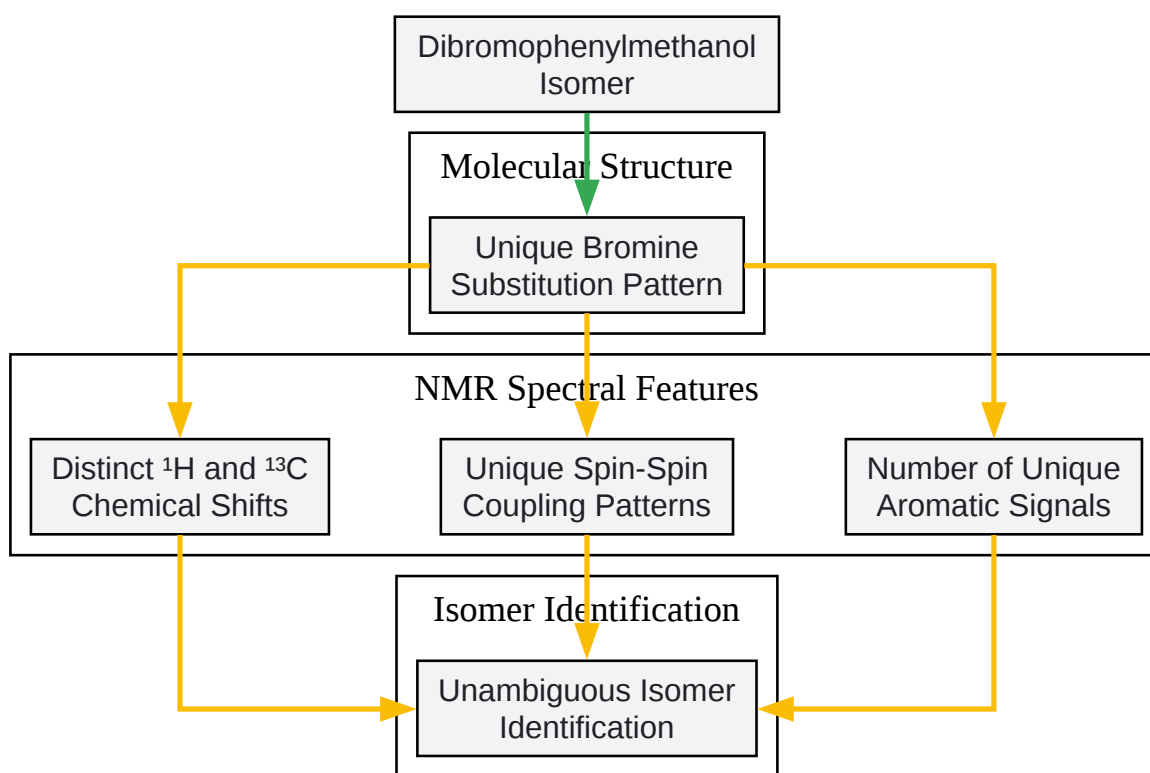 Dibromophenylmethanol
Isomer
Molecular Structure
Unique Bromine
Substitution Pattern
NMR Spectral Features
Distinct ¹H and ¹³C
Chemical Shifts
Unique Spin-Spin
Coupling Patterns
Number of Unique
Aromatic Signals
Isomer Identification
Unambiguous Isomer
Identification